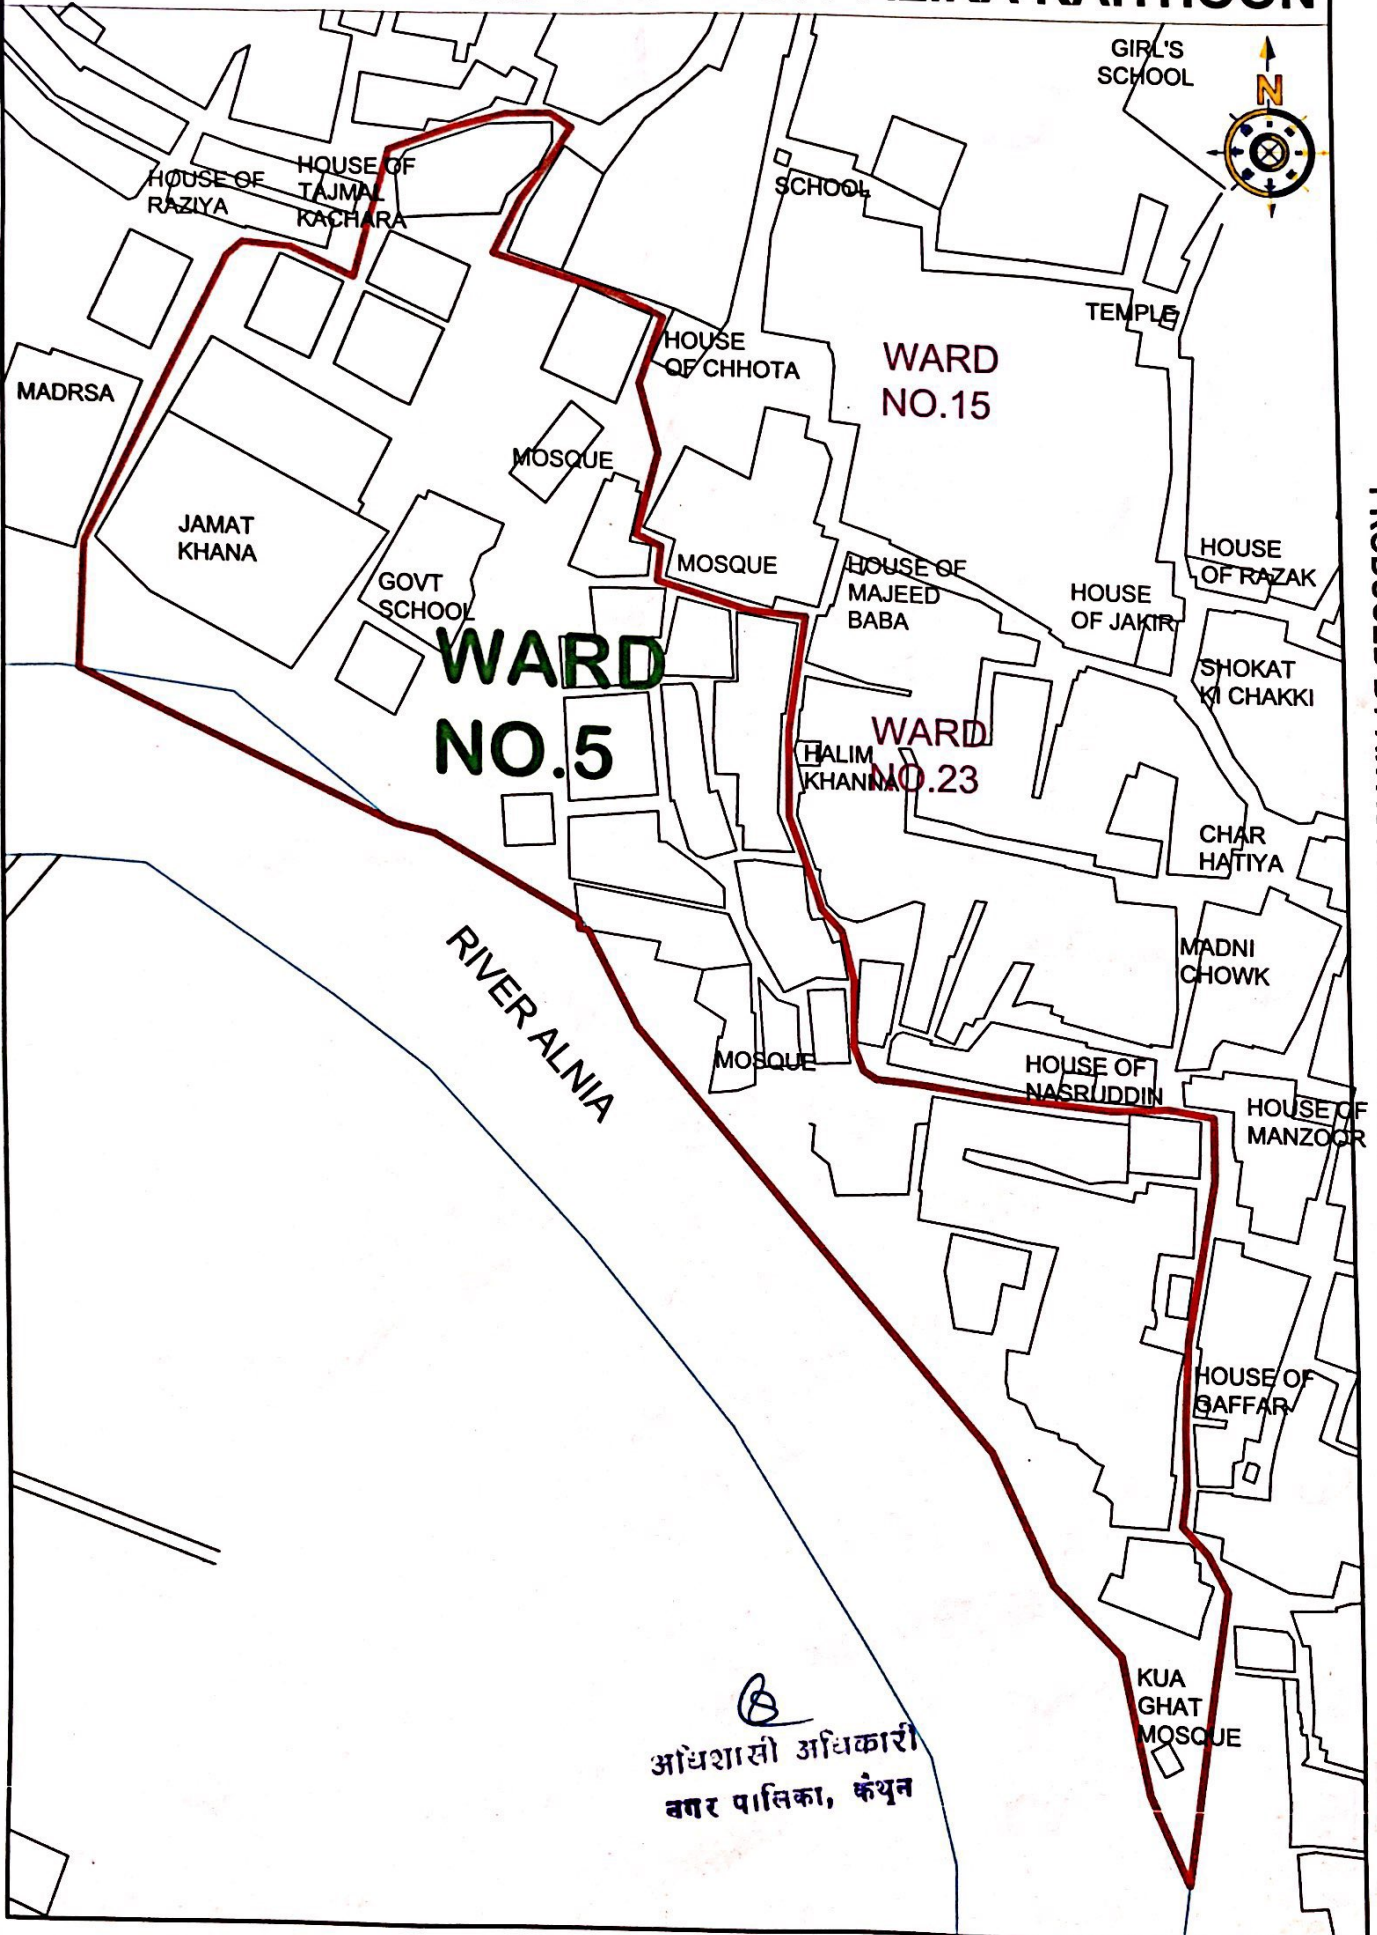 KAITHOON
GIRL'S
SCHOOL
N
HOUSE OF
RAZIYA
HOUSE OF
TAJMAL
KACHARA
SCHOOL
TEMPLE
HOUSE
OF CHHOTA
WARD
NO.15
MADRSA
MOSQUE
JAMAT
KHANA
GOVT
SCHOOL
MOSQUE
HOUSE OF
MAJEED
BABA
HOUSE
OF JAKIR
HOUSE
OF RAZAK
SHOKAT
KI CHAKKI
WARD
NO.5
HALIM
KHANNA
WARD
NO.23
CHAR
HATIYA
MADNI
CHOWK
RIVER ALNIA
MOSQUE
HOUSE OF
NASRUDDIN
HOUSE OF
MANZOOR
HOUSE OF
GAFFAR
KUA
GHAT
MOSQUE
अधिशासी अधिकारी
नगर पालिका, कैथून